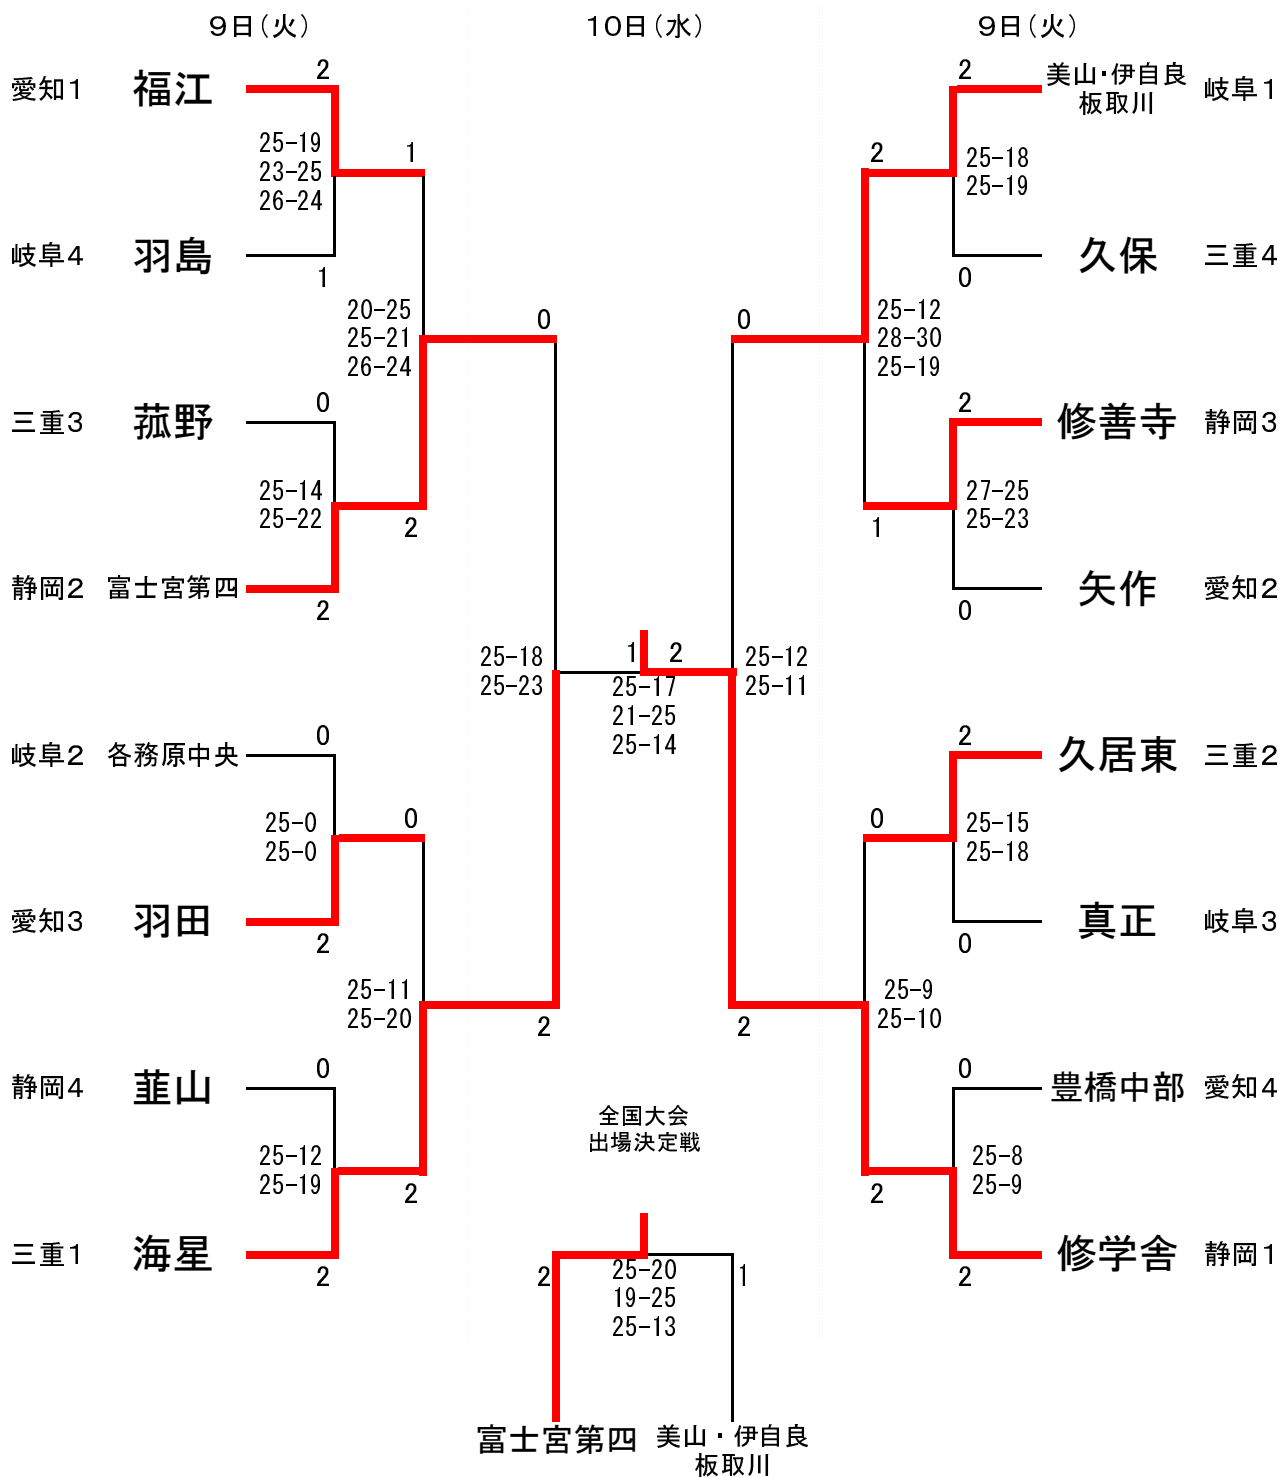 ９日（火）
１０日（水）
９日（火）
愛知１ 福江 2
25−19
23−25
26−24
1
岐阜４ 羽島 1
20−25
25−21
26−24
0
三重３ 菰野 0
25−14
25−22
2
静岡２ 富士宮第四 2
25−18
25−23
岐阜２ 各務原中央 0
25−0
25−0
0
愛知３ 羽田 2
25−11
25−20
2
静岡４ 韮山 0
25−12
25−19
2
三重１ 海星 2
1 2
25−17
21−25
25−14
2 美山・伊自良
板取川 岐阜１
2
25−18
25−19
久保 三重４
0
0
25−12
28−30
25−19
2 修善寺 静岡３
27−25
25−23
1
矢作 愛知２
0
25−12
25−11
2 久居東 三重２
0
25−15
25−18
真正 岐阜３
0
25−9
25−10
2
0 豊橋中部 愛知４
25−8
25−9
2
修学舎 静岡１
2
全国大会
出場決定戦
2 1
25−20
19−25
25−13
富士宮第四
美山・伊自良
板取川